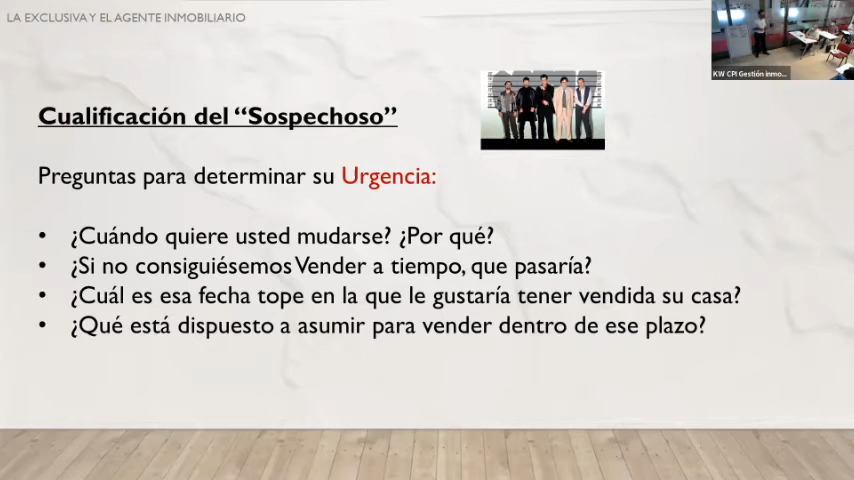 LA EXCLUSIVA Y EL AGENTE INMOBILIARIO
KW CPI Gestión inmo...
Cualificación del “Sospechoso”
Preguntas para determinar su Urgencia:
• ¿Cuándo quiere usted mudarse? ¿Por qué?
• ¿Si no consiguiésemos Vender a tiempo, que pasaría?
• ¿Cuál es esa fecha tope en la que le gustaría tener vendida su casa?
• ¿Qué está dispuesto a asumir para vender dentro de ese plazo?